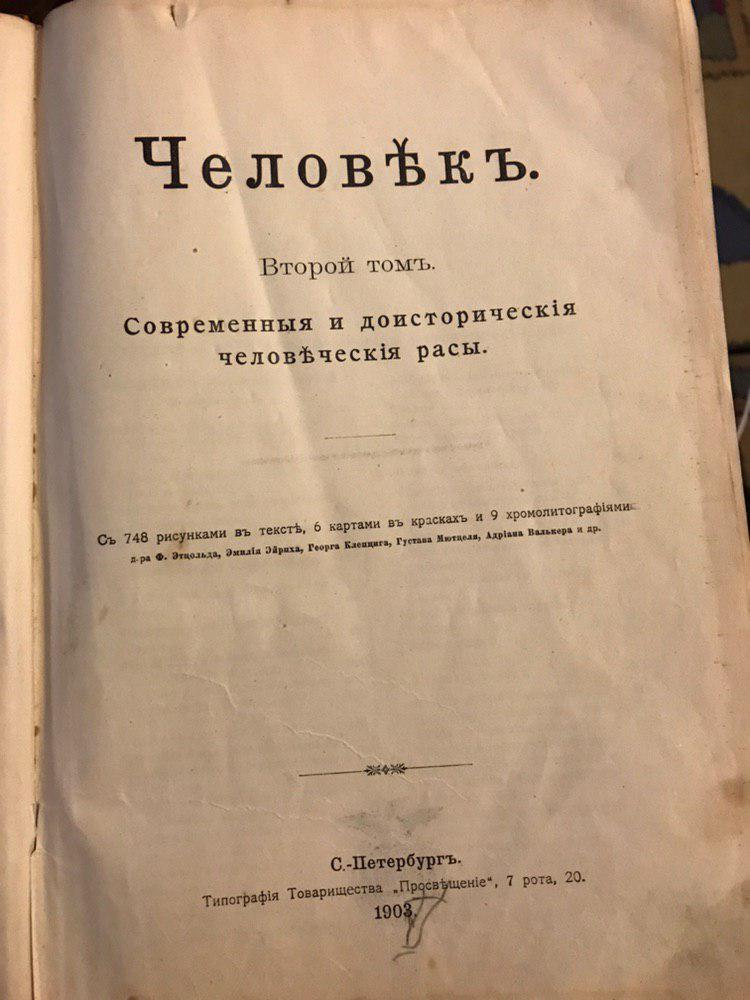 Человѣкъ.
Второй томъ.
Современныя и доисторическія
человѣческія расы.
Съ 748 рисунками въ текстѣ, 6 картами въ краскахъ и 9 хромолитографіями
д-ра Ф. Этцольда, Эмилія Эйриха, Георга Клепцига, Густава Мютцеля, Адріана Валькера и др.
С.-Петербургъ.
Типографія Товарищества „Просвѣщеніе“, 7 рота, 20.
1903.